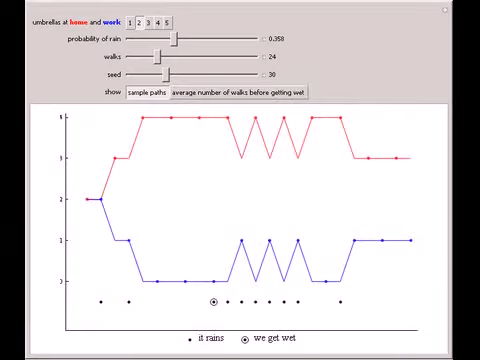 umbrellas at home and work 1 2 3 4 5
probability of rain 0.358
walks 24
seed 30
show sample paths average number of walks before getting wet
4
3
2
1
0
it rains we get wet